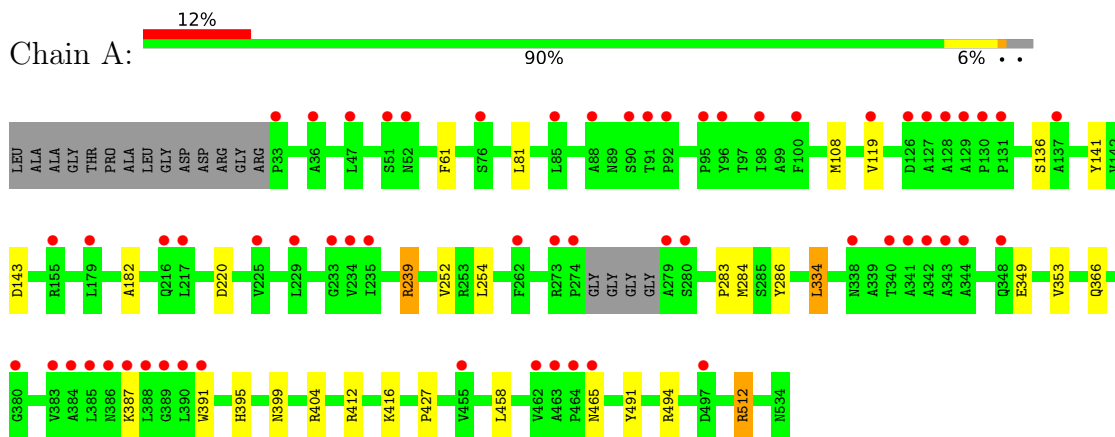 12%
Chain A:
90% 6% • •
LEU ALA ALA GLY THR PRO ALA LEU GLY ASP ASP ARG GLY ARG P33 A36 L47 S51 N52 F61 S76 L81 L85 A88 N89 S90 T91 P92 P95 Y96 T97 I98 A99 F100 M108 V119 D126 A127 A128 A129 P130 P131 S136 A137 Y141 V142
D143 R155 L179 A182 Q216 L217 D220 V225 L229 G233 V234 I235 R239 V252 R253 L254 F262 R273 P274 GLY GLY GLY GLY A279 S280 P283 M284 S285 Y286 L334 N338 A339 T340 A341 A342 A343 A344 Q348 E349 V353 Q366
G380 V383 A384 L385 N386 K387 L388 G389 L390 W391 H395 N399 R404 R412 K416 P427 V455 L458 V462 A463 P464 N465 Y491 R494 D497 R512 N534